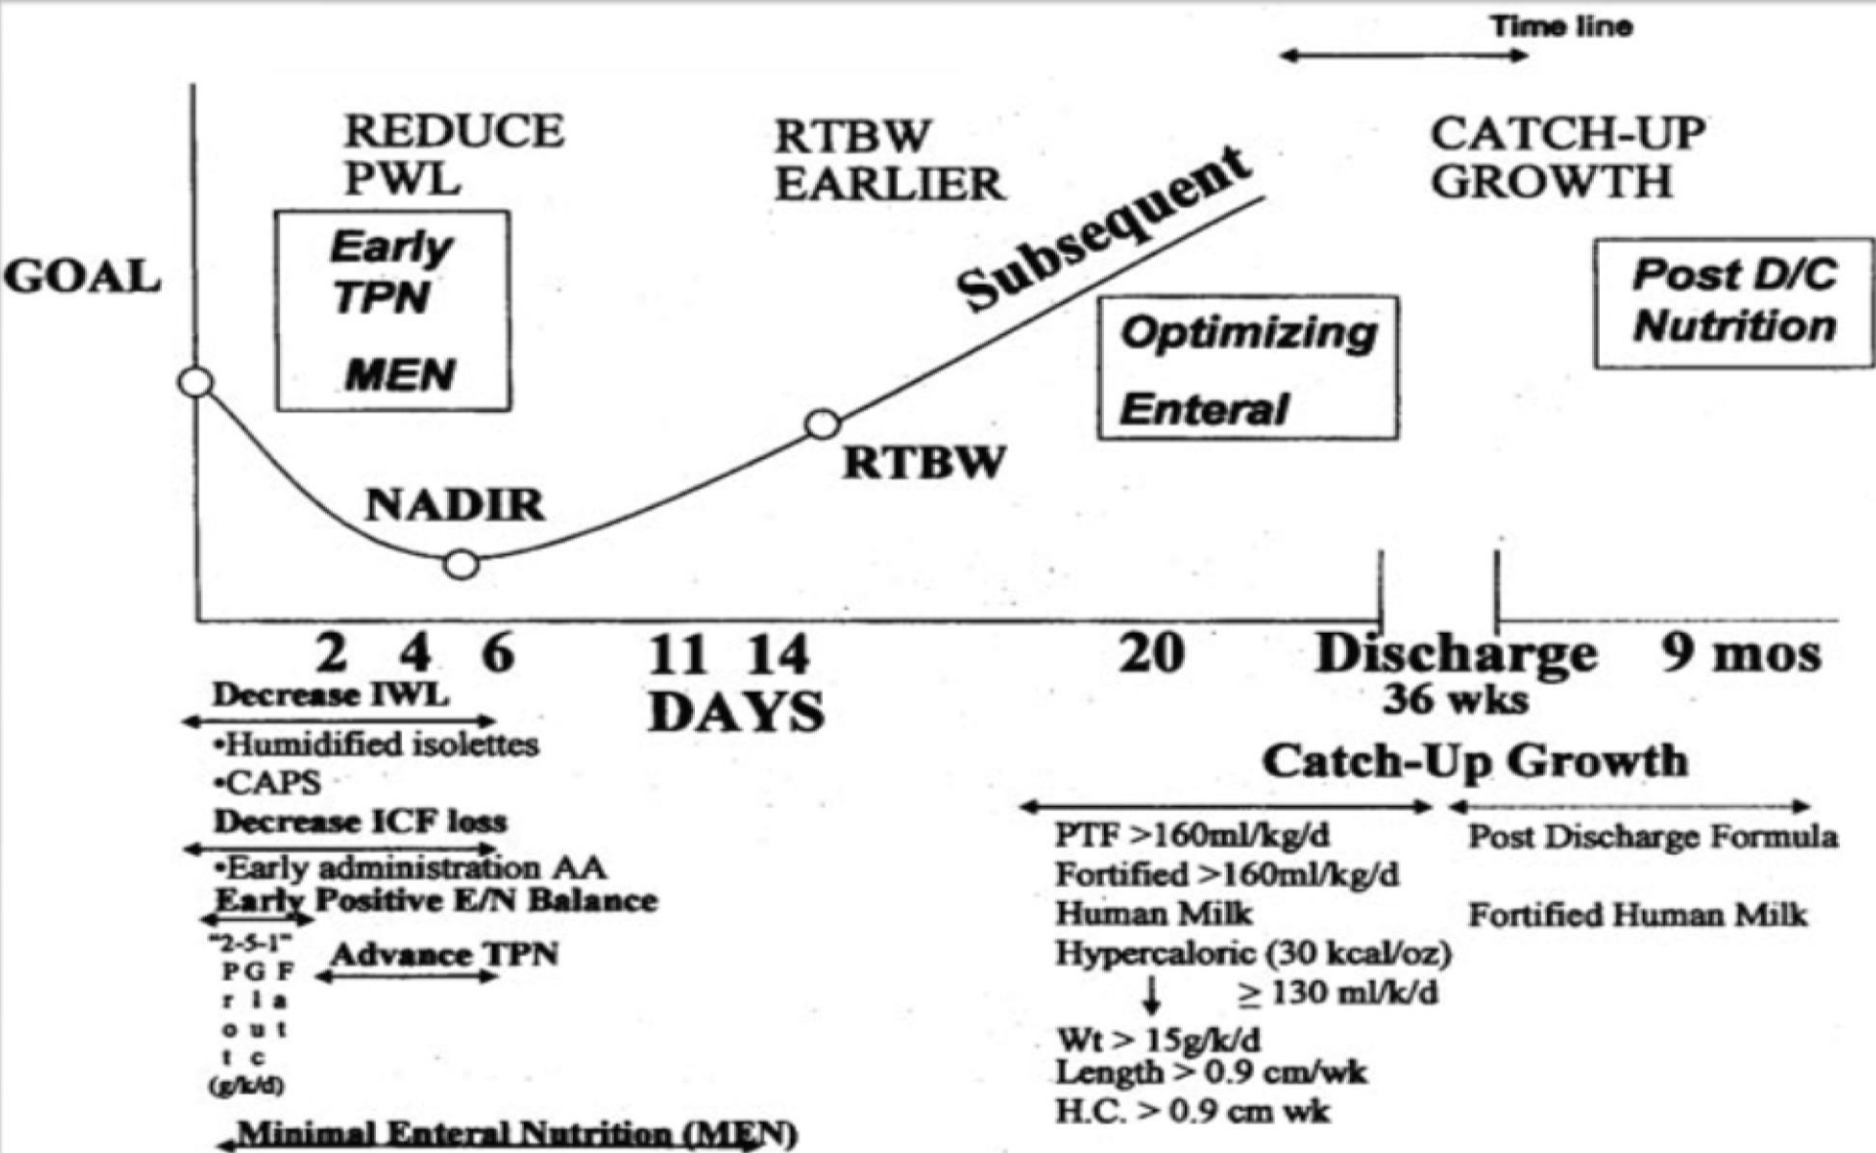 Time line
REDUCE
PWL
RTBW
EARLIER
CATCH-UP
GROWTH
Subsequent
GOAL
Early
TPN
MEN
Optimizing
Enteral
Post D/C
Nutrition
NADIR
RTBW
2 4 6 11 14 20 Discharge 9 mos
DAYS
36 wks
Decrease IWL
•Humidified isolettes
•CAPS
Decrease ICF loss
•Early administration AA
Early Positive E/N Balance
"2-5-1"
P G F
r l a
o u t
t c
(g/k/d)
Advance TPN
Minimal Enteral Nutrition (MEN)
Catch-Up Growth
PTF >160ml/kg/d
Fortified >160ml/kg/d
Human Milk
Hypercaloric (30 kcal/oz)
≥ 130 ml/k/d
Wt > 15g/k/d
Length > 0.9 cm/wk
H.C. > 0.9 cm wk
Post Discharge Formula
Fortified Human Milk